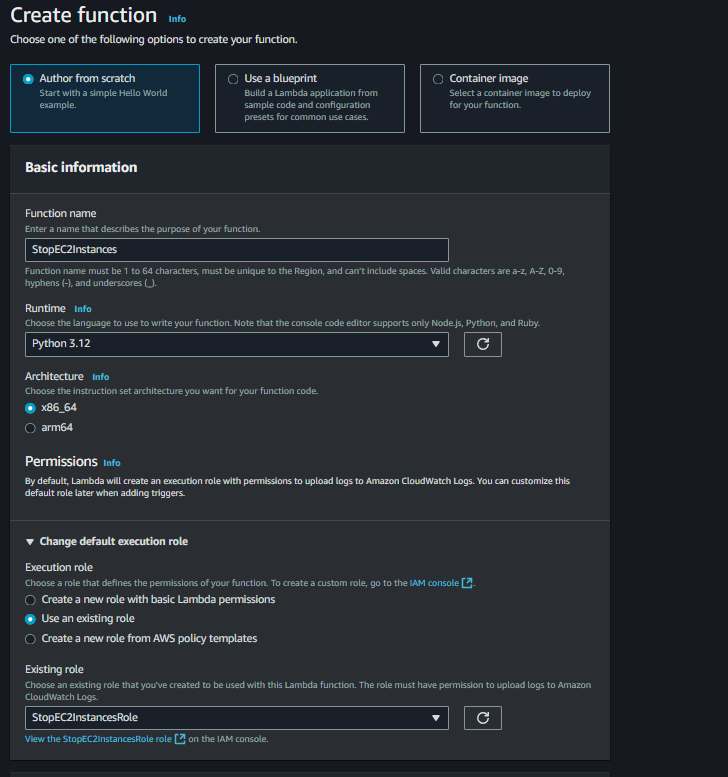 Create function Info
Choose one of the following options to create your function.
Author from scratch
Start with a simple Hello World
example.
Use a blueprint
Build a Lambda application from
sample code and configuration
presets for common use cases.
Container image
Select a container image to deploy
for your function.
Basic information
Function name
Enter a name that describes the purpose of your function.
StopEC2Instances
Function name must be 1 to 64 characters, must be unique to the Region, and can't include spaces. Valid characters are a-z, A-Z, 0-9,
hyphens (-), and underscores (_).
Runtime Info
Choose the language to use to write your function. Note that the console code editor supports only Node.js, Python, and Ruby.
Python 3.12
Architecture Info
Choose the instruction set architecture you want for your function code.
x86_64
arm64
Permissions Info
By default, Lambda will create an execution role with permissions to upload logs to Amazon CloudWatch Logs. You can customize this
default role later when adding triggers.
Change default execution role
Execution role
Choose a role that defines the permissions of your function. To create a custom role, go to the IAM console.
Create a new role with basic Lambda permissions
Use an existing role
Create a new role from AWS policy templates
Existing role
Choose an existing role that you've created to be used with this Lambda function. The role must have permission to upload logs to Amazon
CloudWatch Logs.
StopEC2InstancesRole
View the StopEC2InstancesRole role on the IAM console.